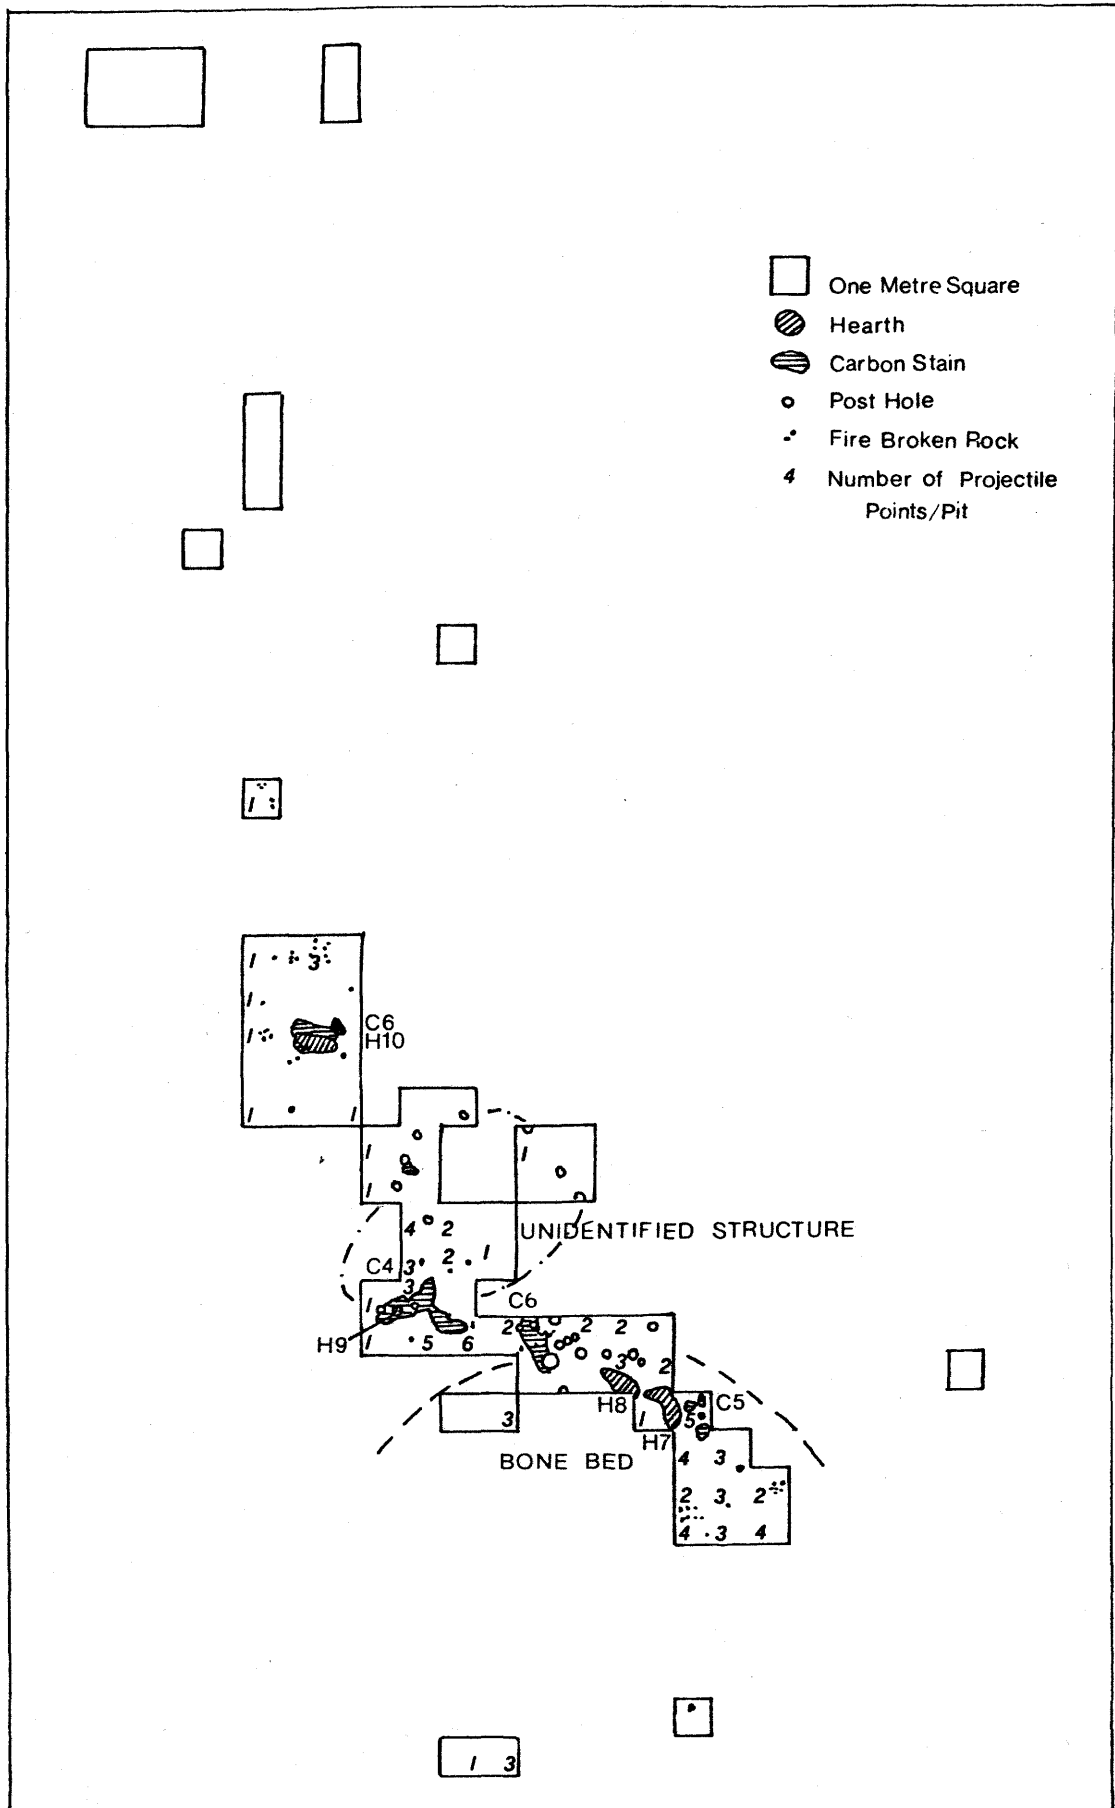 One Metre Square
Hearth
Carbon Stain
Post Hole
Fire Broken Rock
4 Number of Projectile
Points/Pit
1
1 3
1
1
C6
H10
1 1
1
1
1
4 2
UNIDENTIFIED STRUCTURE
2 1
C4 3
3
1
C6
2 2 2
H9
1 5 6
3 2
H8
C5
3
1 5
H7
BONE BED
4 3
2 3 2
4 3 4
1 3